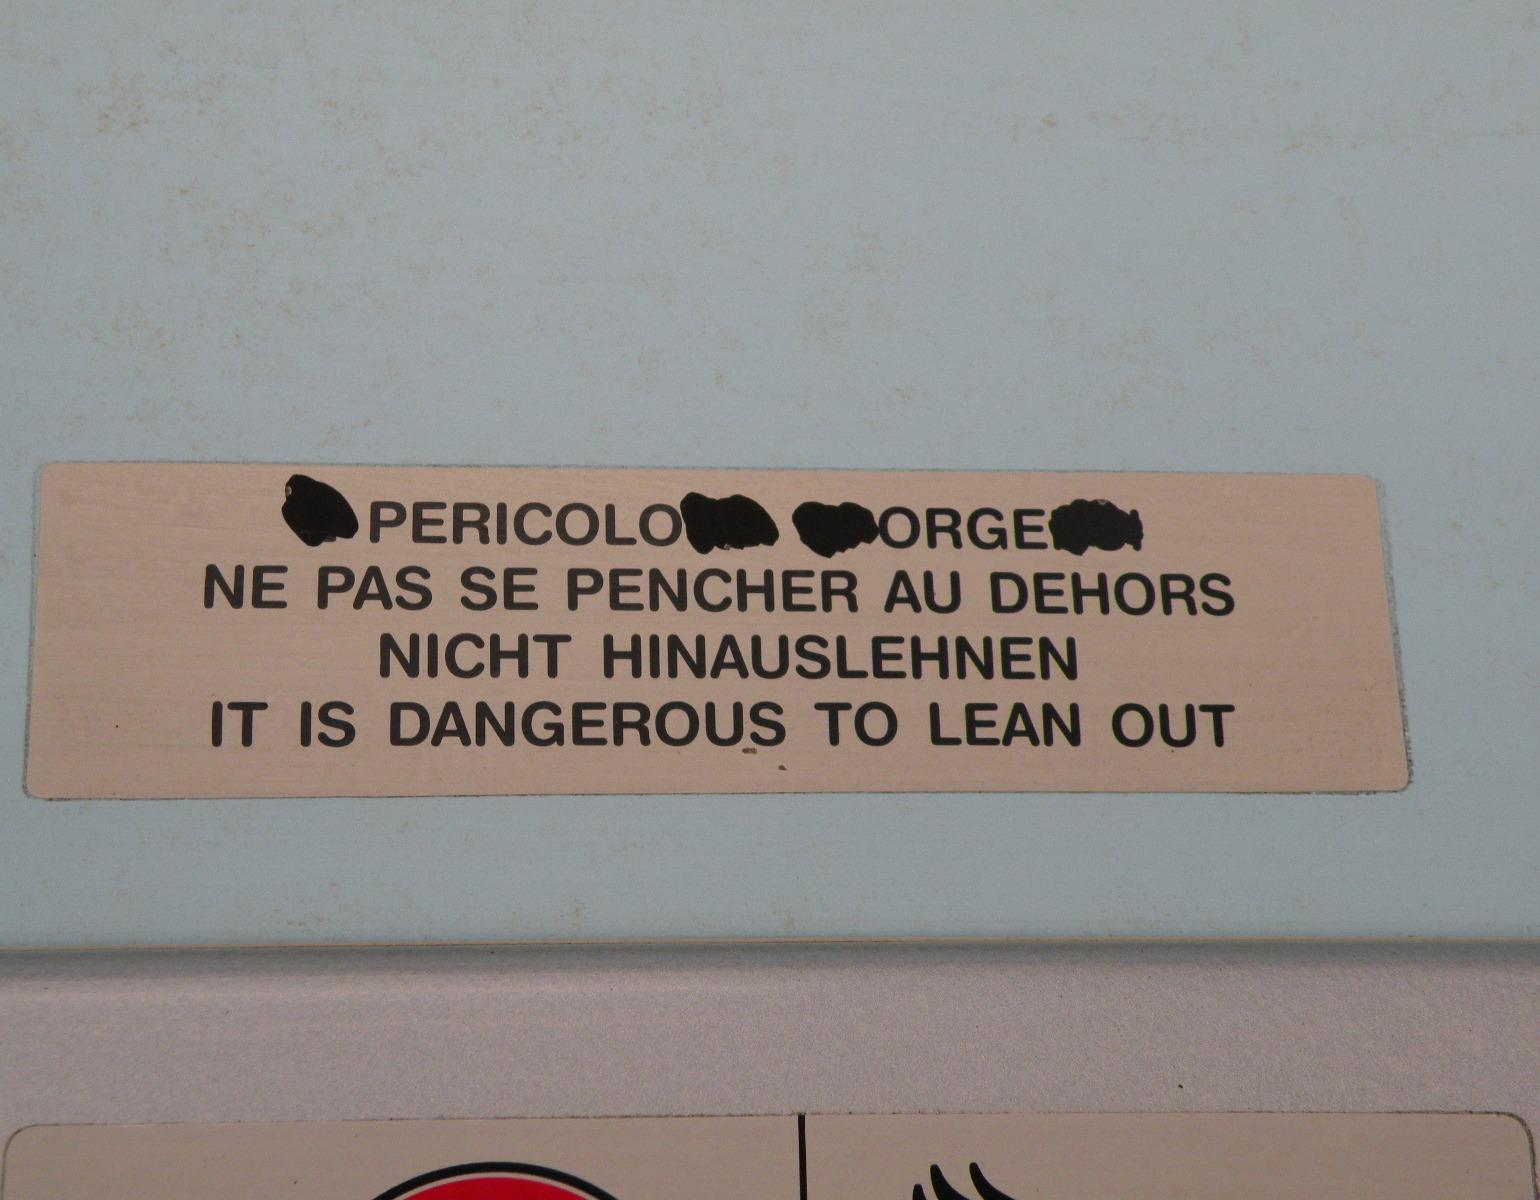 PERICOLO ORGE
NE PAS SE PENCHER AU DEHORS
NICHT HINAUSLEHNEN
IT IS DANGEROUS TO LEAN OUT